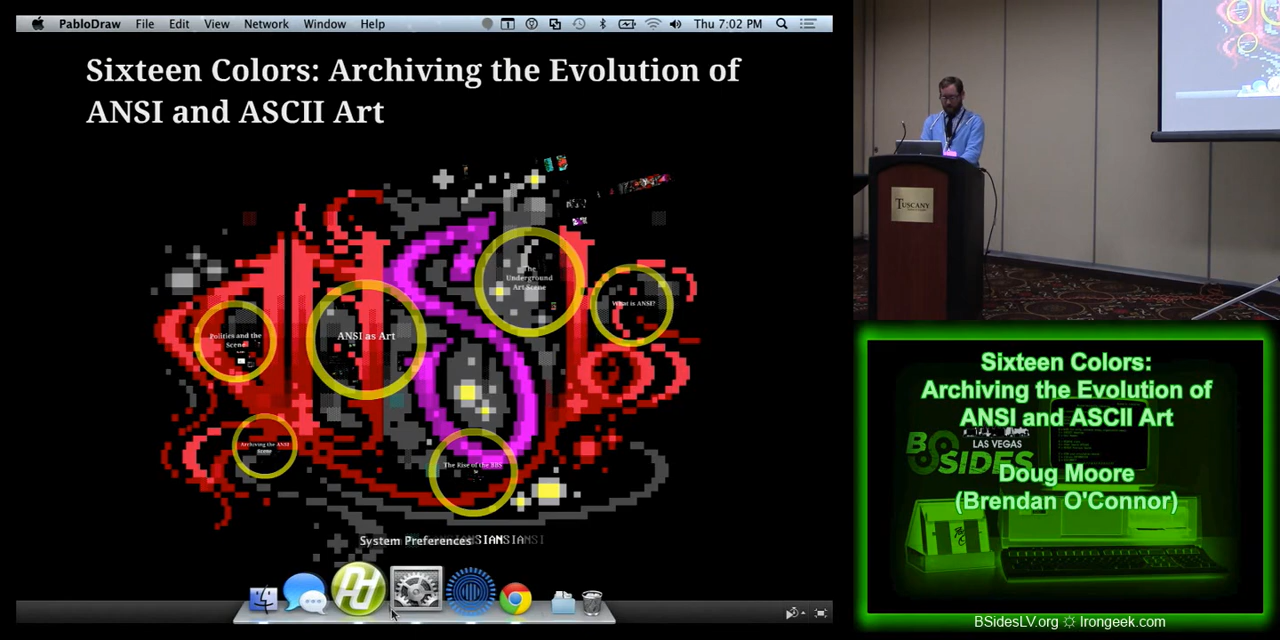 PabloDraw File Edit View Network Window Help
1
Thu 7:02 PM
Sixteen Colors: Archiving the Evolution of
ANSI and ASCII Art
The
Underground
Art Scene
What is ANSI?
Politics and the
Scene
ANSI as Art
Archiving the ANSI
Scene
The Rise of the BBS
System Preferences
TUSCANY
Sixteen Colors:
Archiving the Evolution of
ANSI and ASCII Art
BSIDES
LAS VEGAS
Doug Moore
(Brendan O'Connor)
BSidesLV.org ☼ Irongeek.com